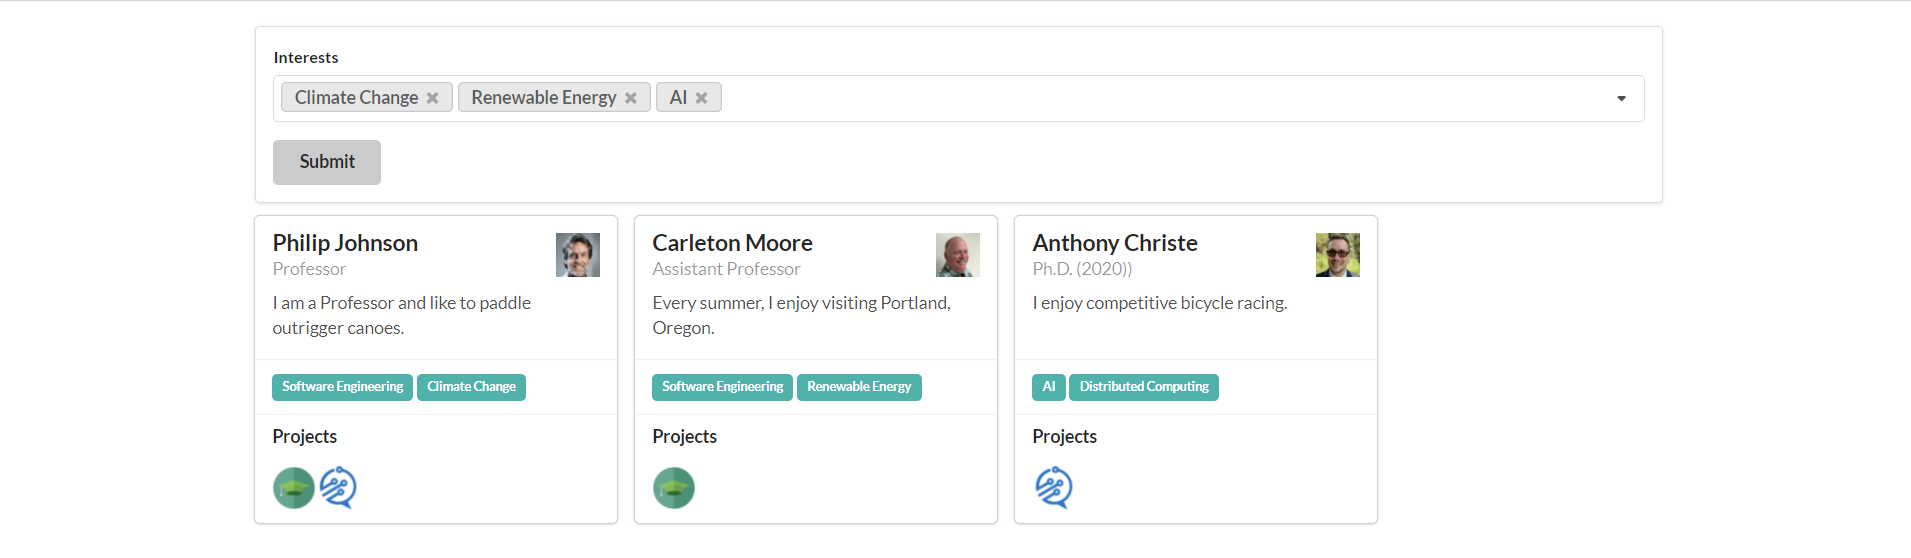 Interests
Climate Change Renewable Energy AI
Submit
Philip Johnson
Professor
I am a Professor and like to paddle
outrigger canoes.
Software Engineering Climate Change
Projects
Carleton Moore
Assistant Professor
Every summer, I enjoy visiting Portland,
Oregon.
Software Engineering Renewable Energy
Projects
Anthony Christe
Ph.D. (2020))
I enjoy competitive bicycle racing.
AI Distributed Computing
Projects